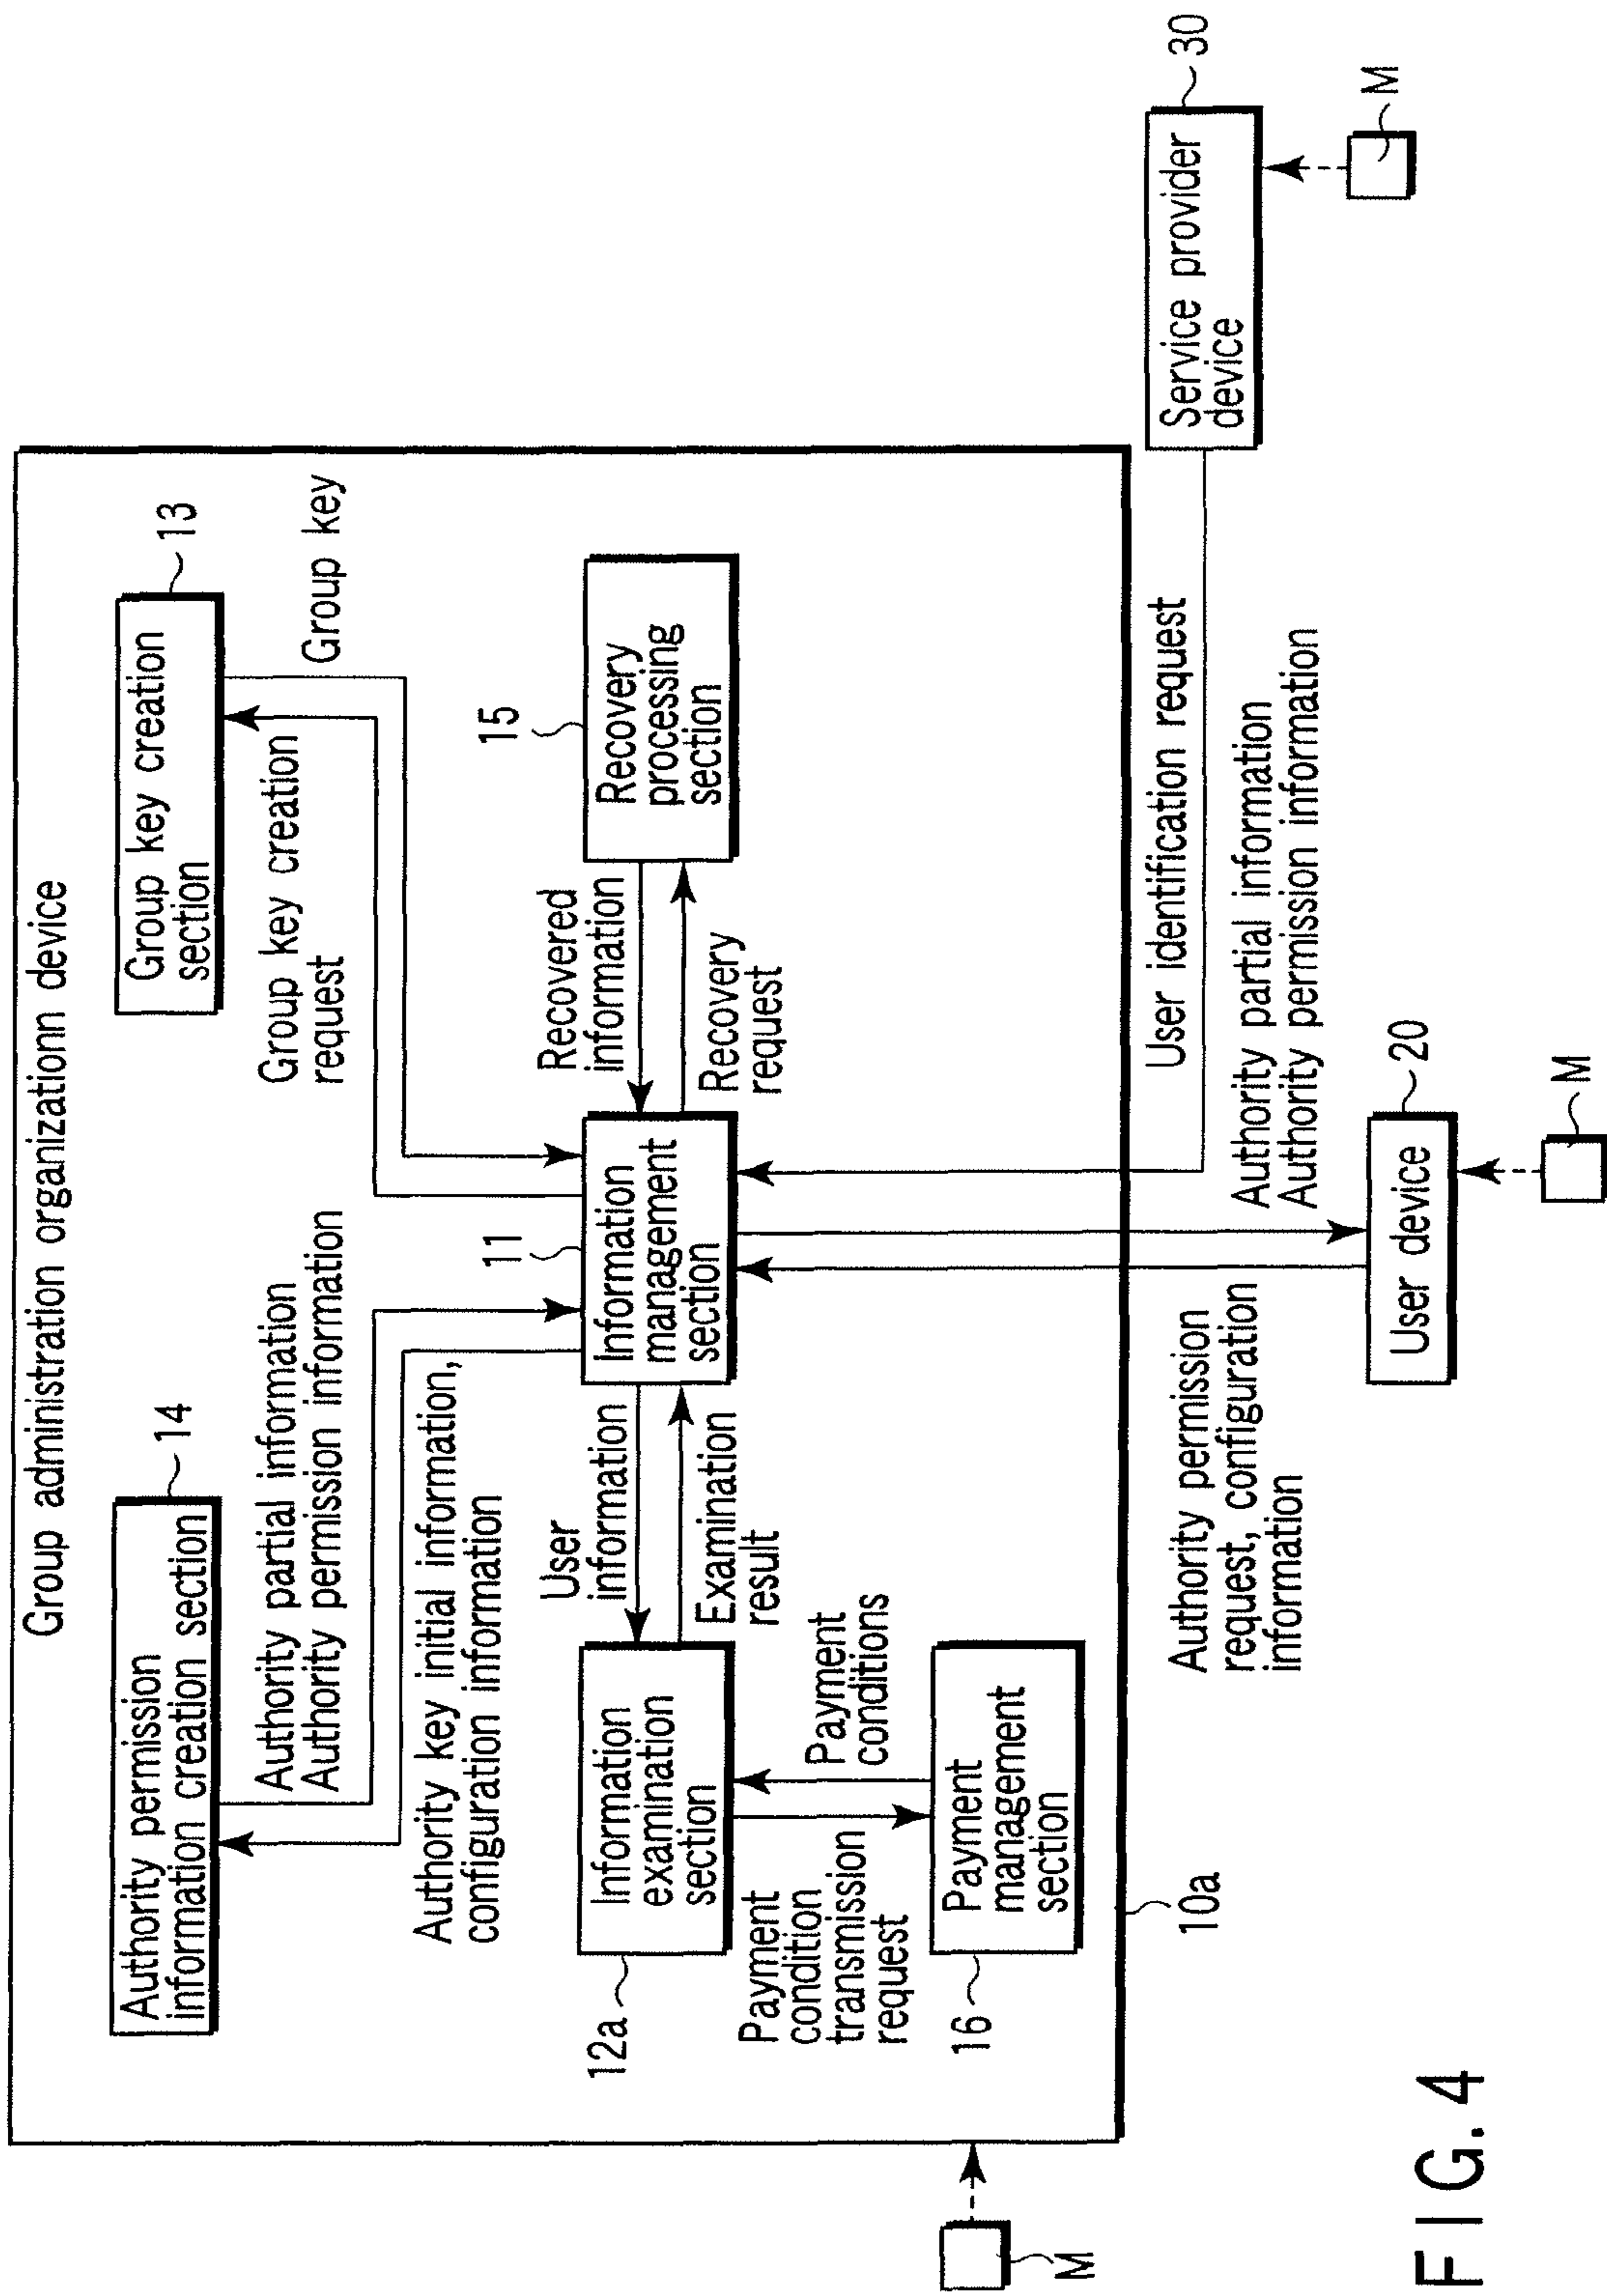 Group administration organizationn device
Authority permission
information creation section
14
Group key creation
section
13
Authority partial information
Authority permission information
Group key creation
request
Group key
Authority key initial information,
configuration information
User
information
11
Recovered
information
15
12a
Information
examination
section
Information
management
section
Recovery
processing
section
Examination
result
Recovery
request
Payment
condition
transmission
request
Payment
conditions
16
Payment
management
section
M
10a
Authority permission
request, configuration
information
User identification request
Authority partial information
Authority permission information
Service provider
device
30
User device
20
M
M
FIG. 4